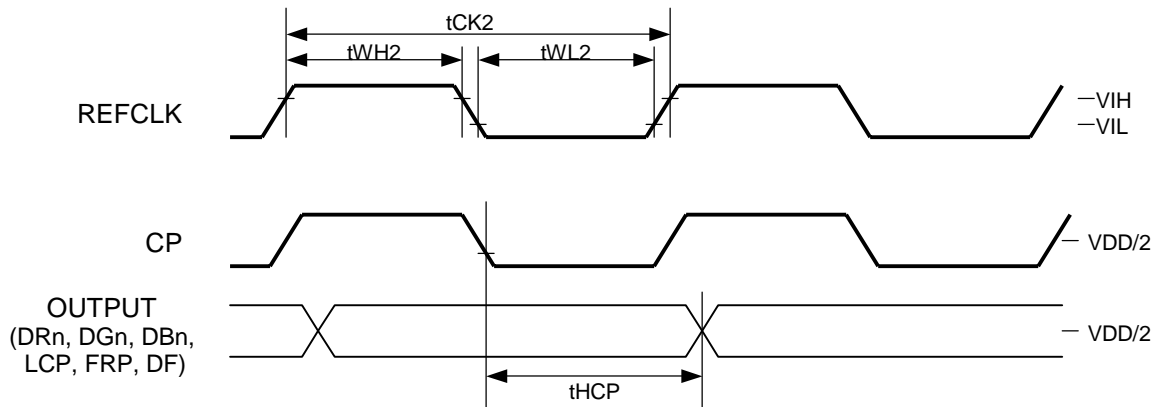 tCK2
tWH2 tWL2
REFCLK
VIH
VIL
CP
VDD/2
OUTPUT
(DRn, DGn, DBn,
LCP, FRP, DF)
VDD/2
tHCP